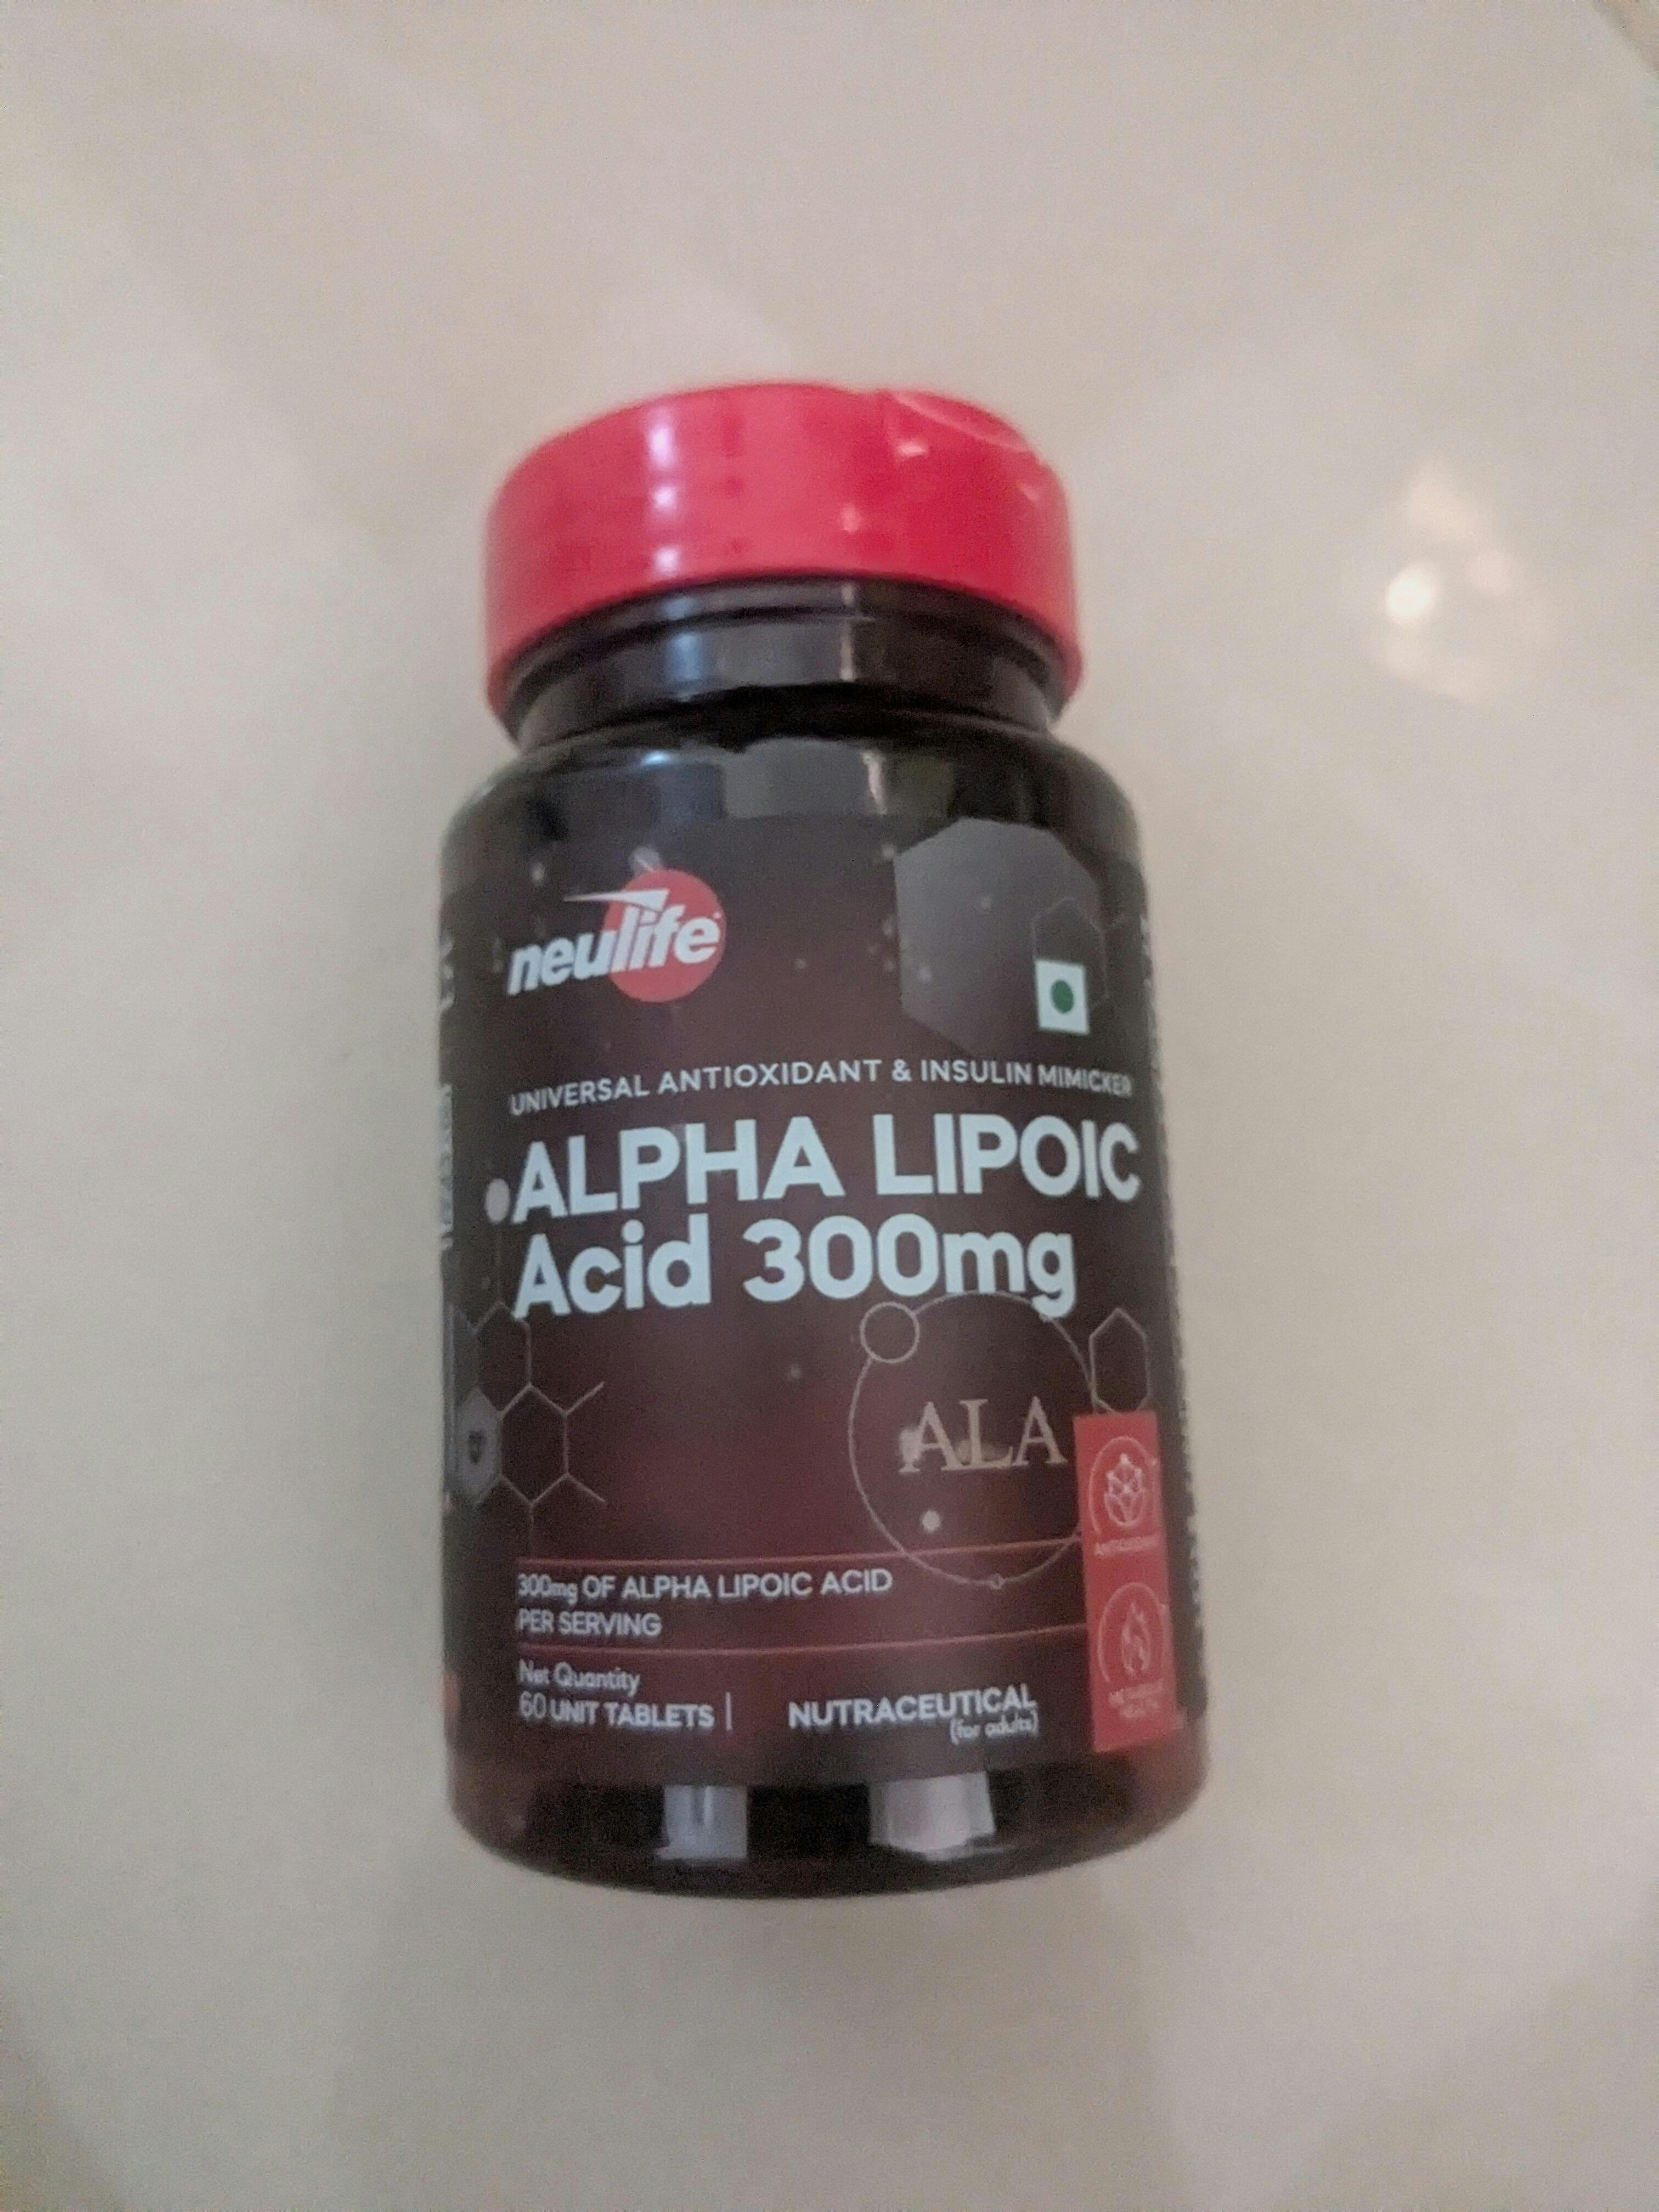 neulife
UNIVERSAL ANTIOXIDANT & INSULIN MIMICKER
ALPHA LIPOIC
Acid 300mg
ALA
ANTIOXIDANT
300mg OF ALPHA LIPOIC ACID
PER SERVING
Net Quantity
60 UNIT TABLETS |
NUTRACEUTICAL
(for adults)